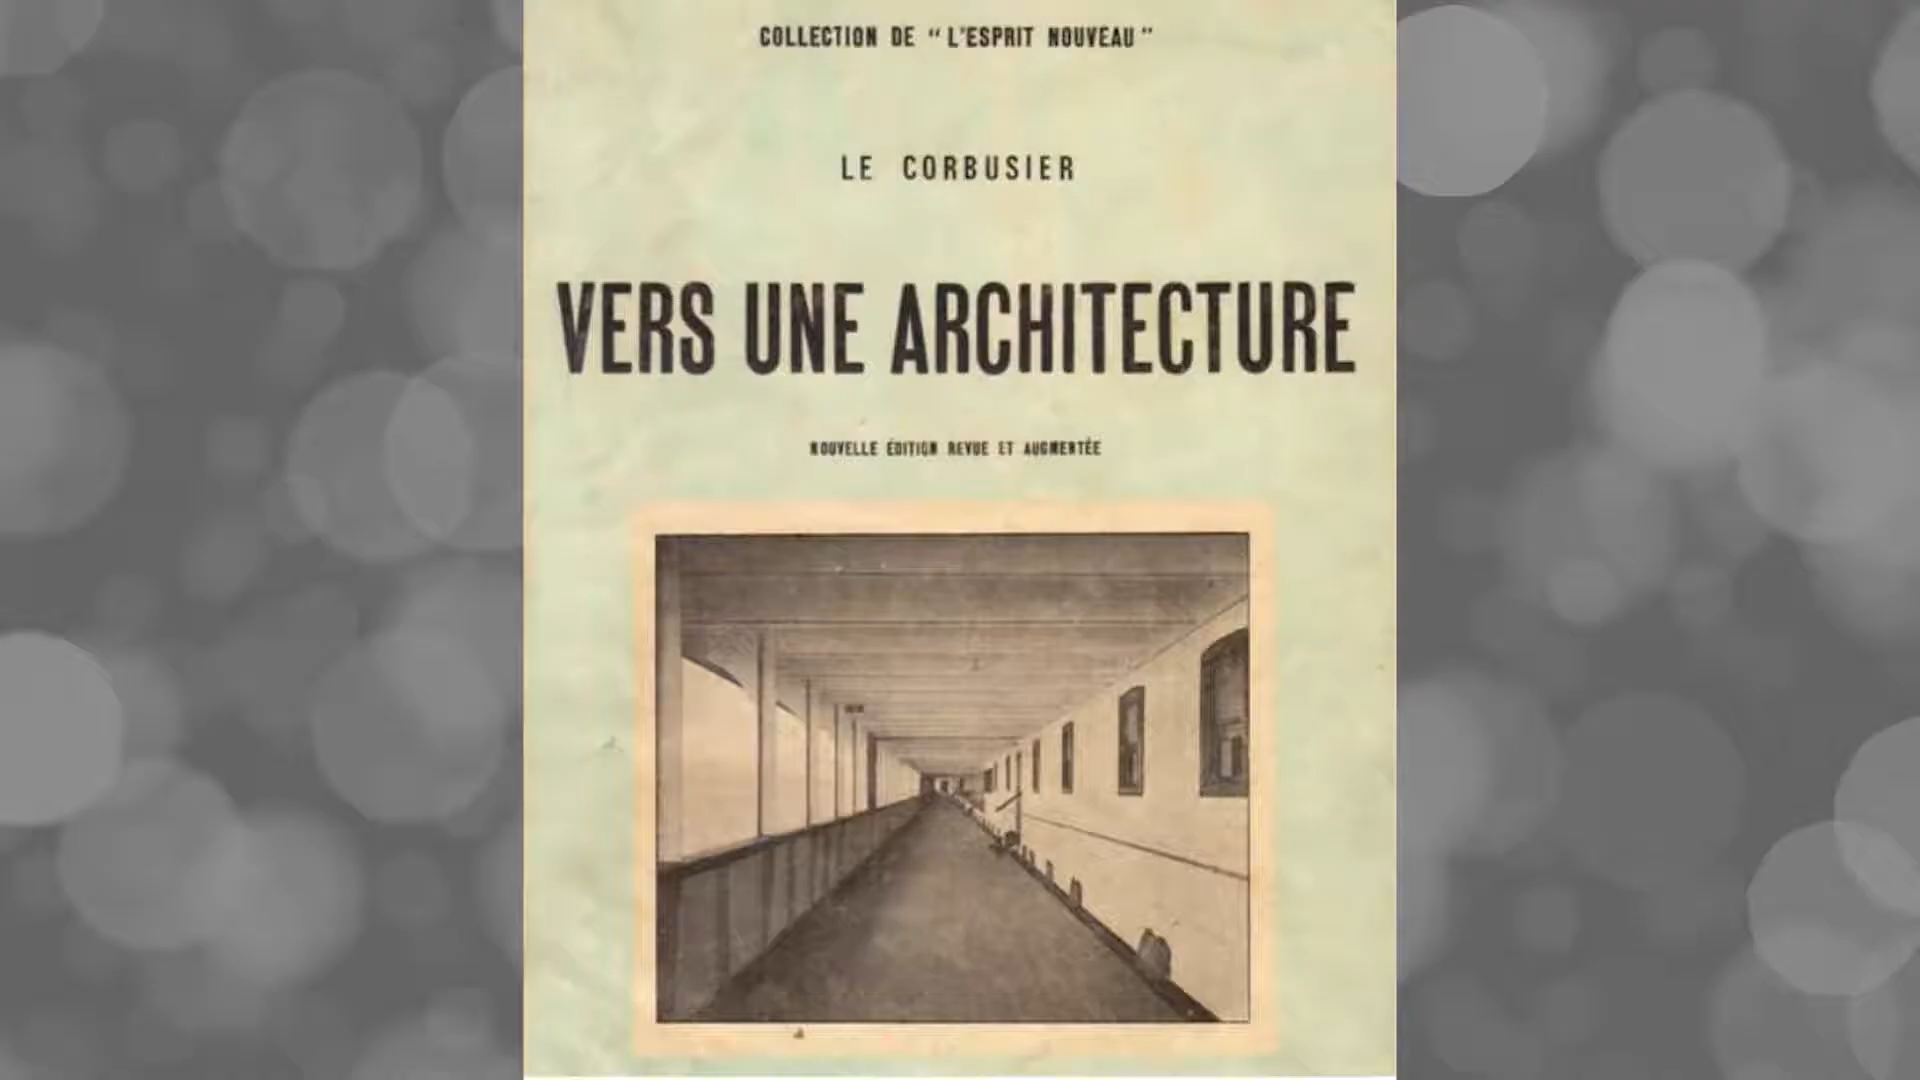 COLLECTION DE “L'ESPRIT NOUVEAU”
LE CORBUSIER
VERS UNE ARCHITECTURE
NOUVELLE ÉDITION REVUE ET AUGMENTÉE